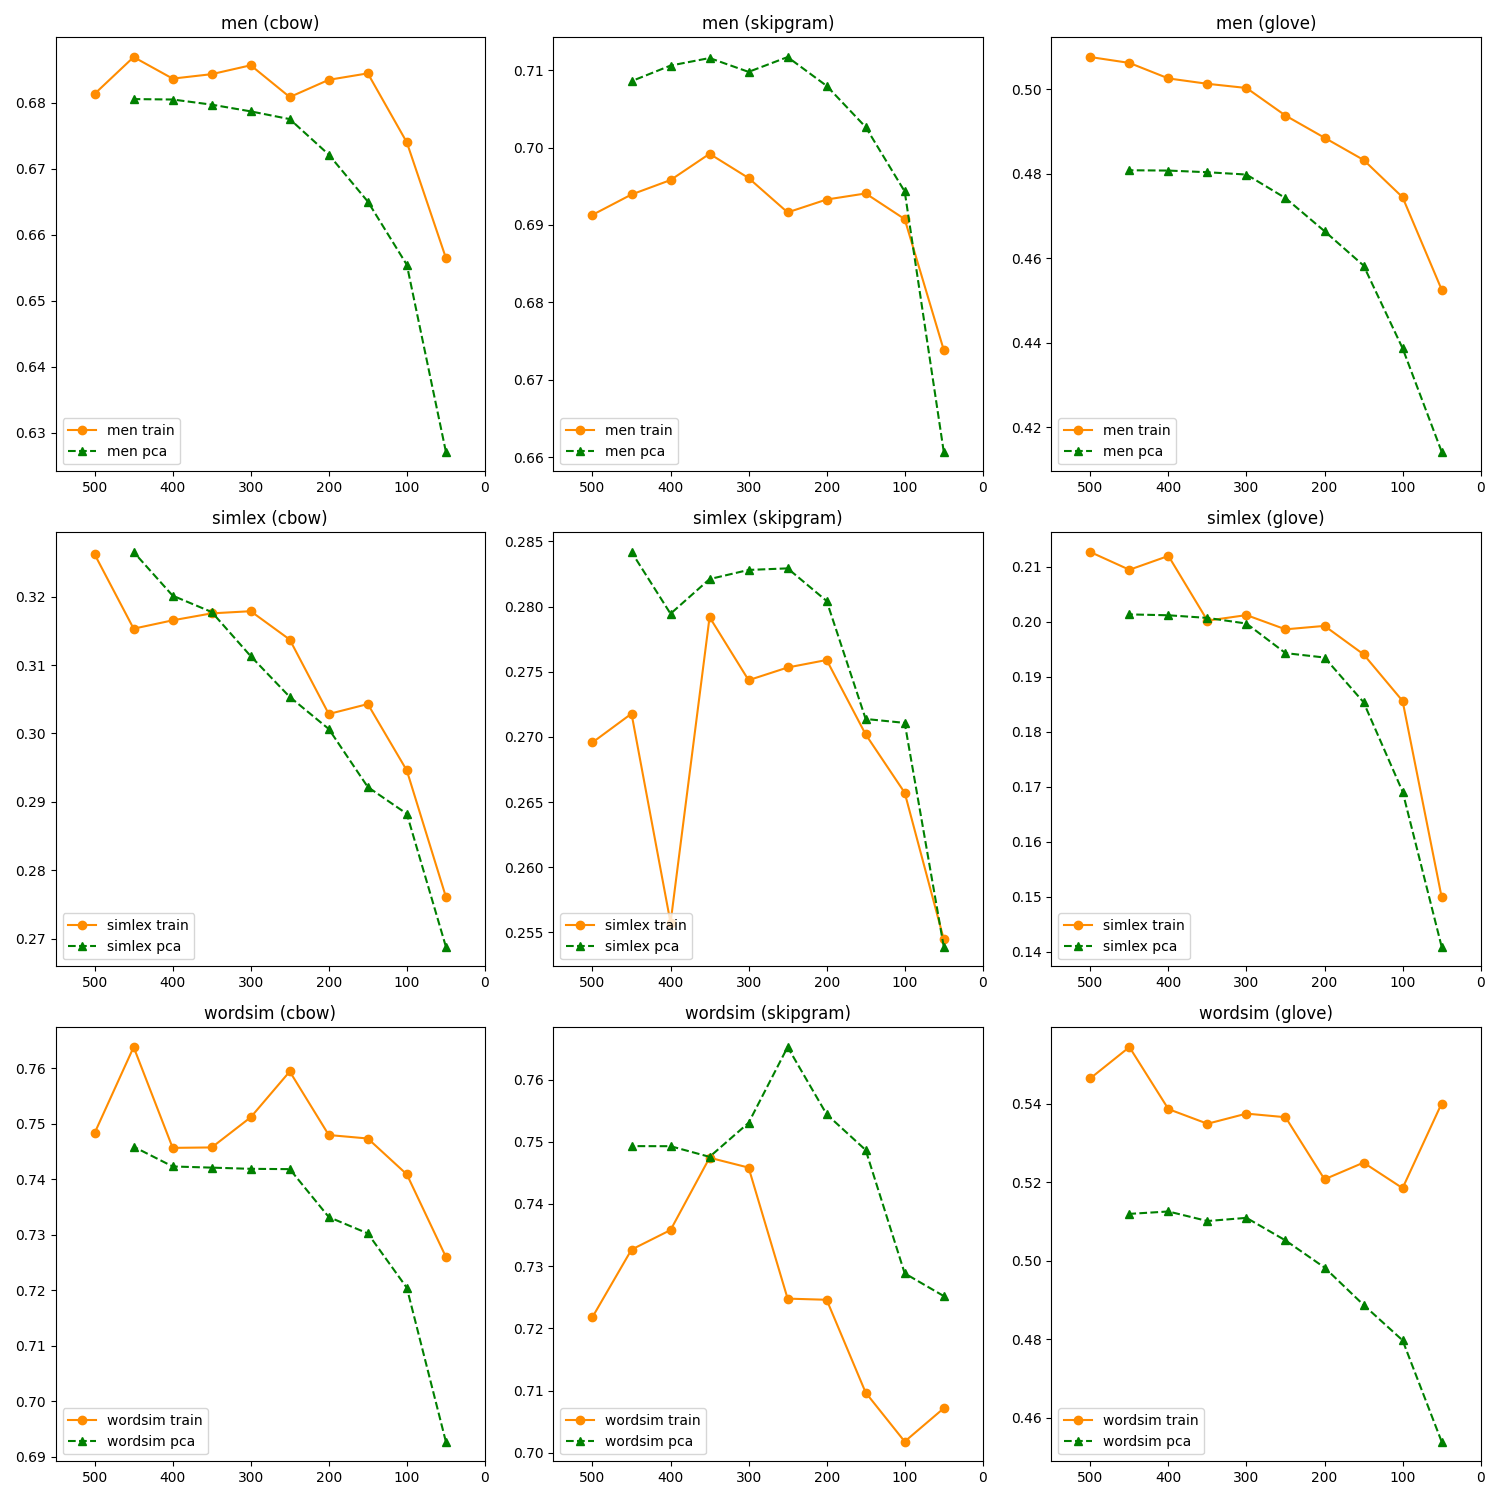 men (cbow)
0.68
0.67
0.66
0.65
0.64
0.63
men train
men pca
500 400 300 200 100 0
men (skipgram)
0.71
0.70
0.69
0.68
0.67
0.66
men train
men pca
500 400 300 200 100 0
men (glove)
0.50
0.48
0.46
0.44
0.42
men train
men pca
500 400 300 200 100 0
simlex (cbow)
0.32
0.31
0.30
0.29
0.28
0.27
simlex train
simlex pca
500 400 300 200 100 0
simlex (skipgram)
0.285
0.280
0.275
0.270
0.265
0.260
0.255
simlex train
simlex pca
500 400 300 200 100 0
simlex (glove)
0.21
0.20
0.19
0.18
0.17
0.16
0.15
0.14
simlex train
simlex pca
500 400 300 200 100 0
wordsim (cbow)
0.76
0.75
0.74
0.73
0.72
0.71
0.70
0.69
wordsim train
wordsim pca
500 400 300 200 100 0
wordsim (skipgram)
0.76
0.75
0.74
0.73
0.72
0.71
0.70
wordsim train
wordsim pca
500 400 300 200 100 0
wordsim (glove)
0.54
0.52
0.50
0.48
0.46
wordsim train
wordsim pca
500 400 300 200 100 0